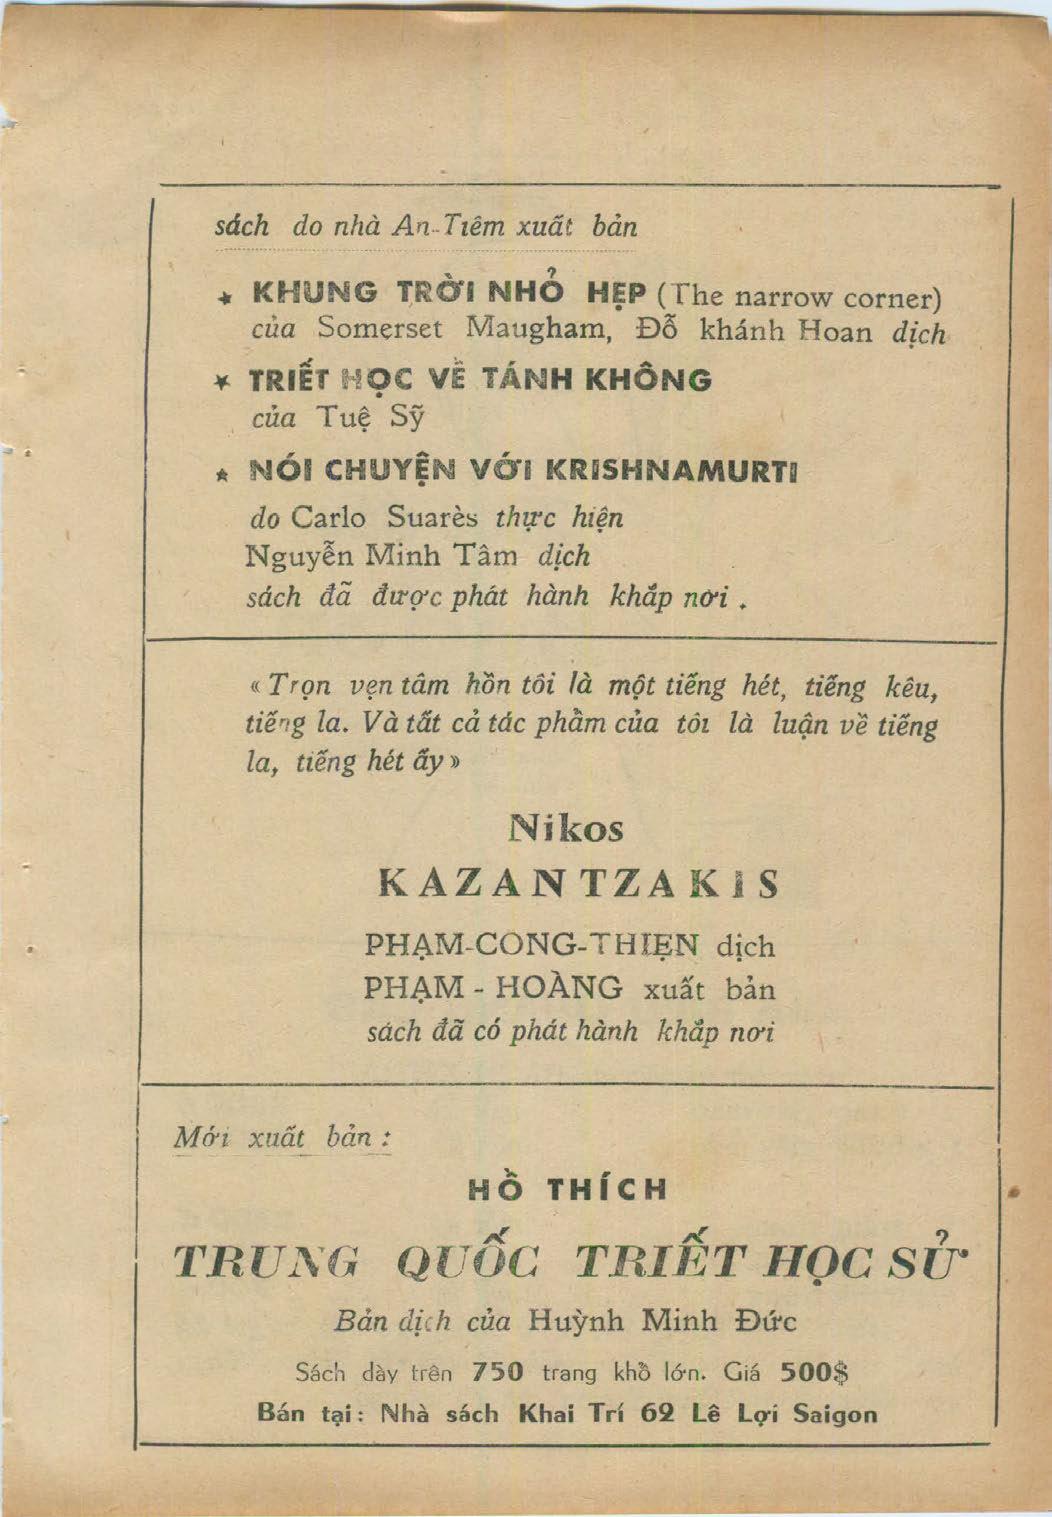 sách do nhà An-Tiêm xuất bản
★ KHUNG TRỜI NHỎ HẸP (The narrow corner)
của Somerset Maugham, Đỗ khánh Hoan dịch
★ TRIẾT HỌC VỀ TÁNH KHÔNG
của Tuệ Sỹ
★ NÓI CHUYỆN VỚI KRISHNAMURTI
do Carlo Suarès thực hiện
Nguyễn Minh Tâm dịch
sách đã được phát hành khắp nơi .
« Trọn vẹn tâm hồn tôi là một tiếng hét, tiếng kêu,
tiếng la. Và tất cả tác phẩm của tôi là luận về tiếng
la, tiếng hét ấy »
Nikos
KAZANTZAKIS
PHẠM-CONG-THIỆN dịch
PHẠM - HOÀNG xuất bản
sách đã có phát hành khắp nơi
Mới xuất bản :
HỒ THÍCH
TRUNG QUỐC TRIẾT HỌC SỬ
Bản dịch của Huỳnh Minh Đức
Sách dày trên 750 trang khổ lớn. Giá 500$
Bán tại : Nhà sách Khai Trí 62 Lê Lợi Saigon